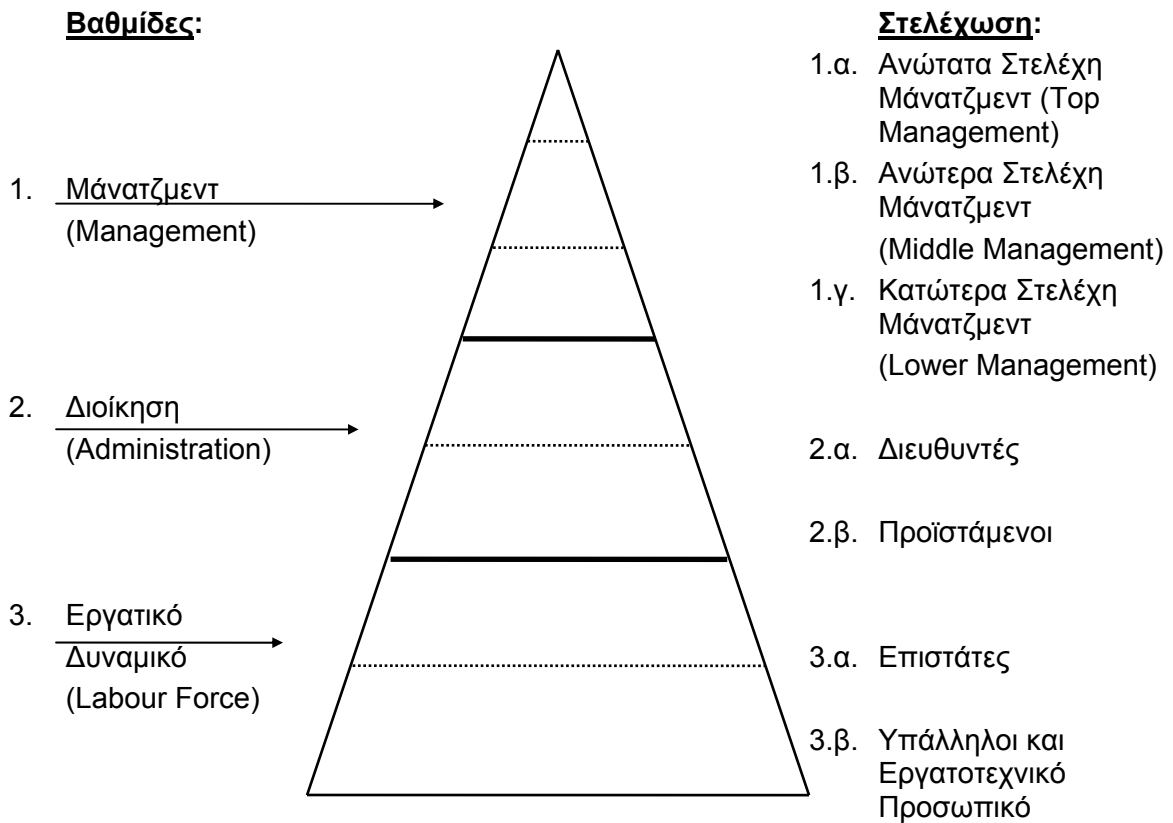 Βαθμίδες:
1. Μάνατζμεντ
(Management)
2. Διοίκηση
(Administration)
3. Εργατικό
Δυναμικό
(Labour Force)
Στελέχωση:
1.α. Ανώτατα Στελέχη
Μάνατζμεντ (Top
Management)
1.β. Ανώτερα Στελέχη
Μάνατζμεντ
(Middle Management)
1.γ. Κατώτερα Στελέχη
Μάνατζμεντ
(Lower Management)
2.α. Διευθυντές
2.β. Προϊστάμενοι
3.α. Επιστάτες
3.β. Υπάλληλοι και
Εργατοτεχνικό
Προσωπικό